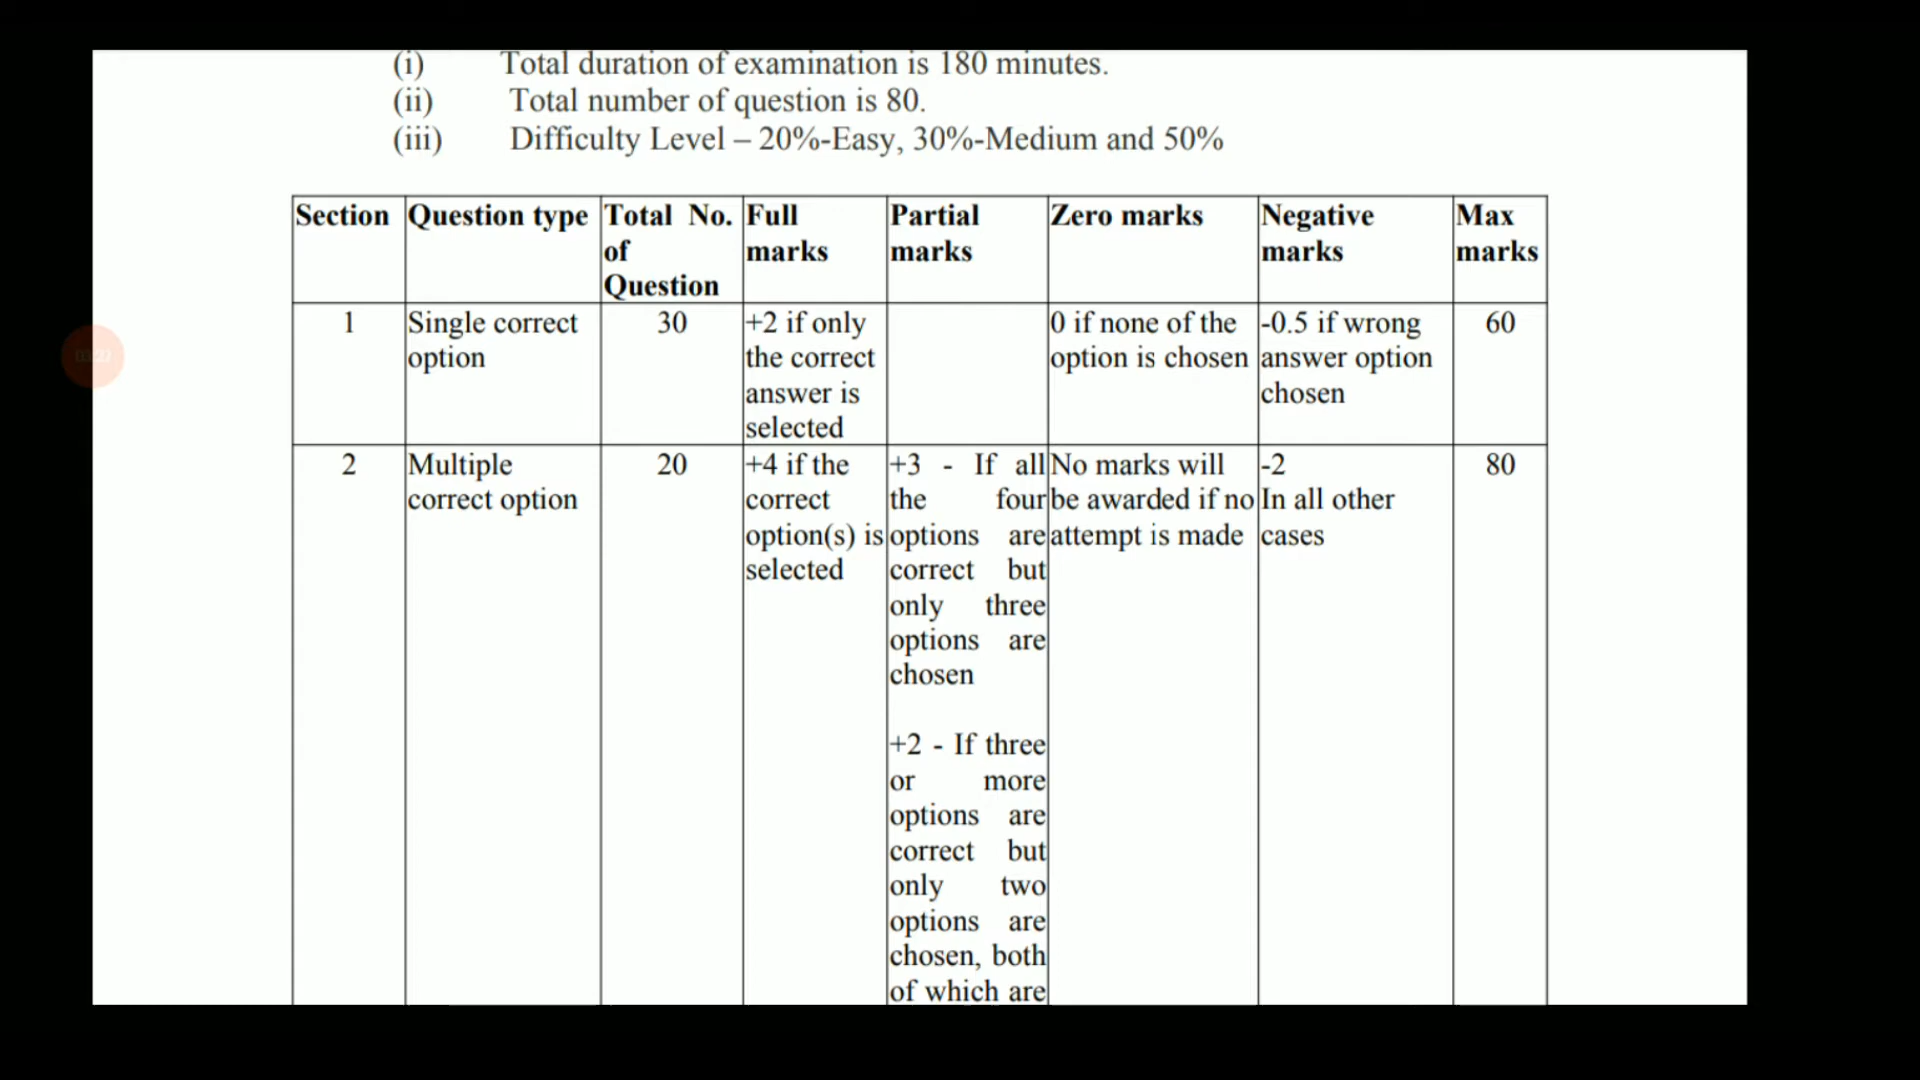 (i) Total duration of examination is 180 minutes.
(ii) Total number of question is 80.
(iii) Difficulty Level – 20%-Easy, 30%-Medium and 50%
Section Question type Total No. of Question Full marks Partial marks Zero marks Negative marks Max marks
1 Single correct option 30 +2 if only the correct answer is selected 0 if none of the option is chosen -0.5 if wrong answer option chosen 60
2 Multiple correct option 20 +4 if the correct option(s) is selected +3 - If all the four options are correct but only three options are chosen +2 - If three or more options are correct but only two options are chosen, both of which are No marks will be awarded if no attempt is made -2 In all other cases 80